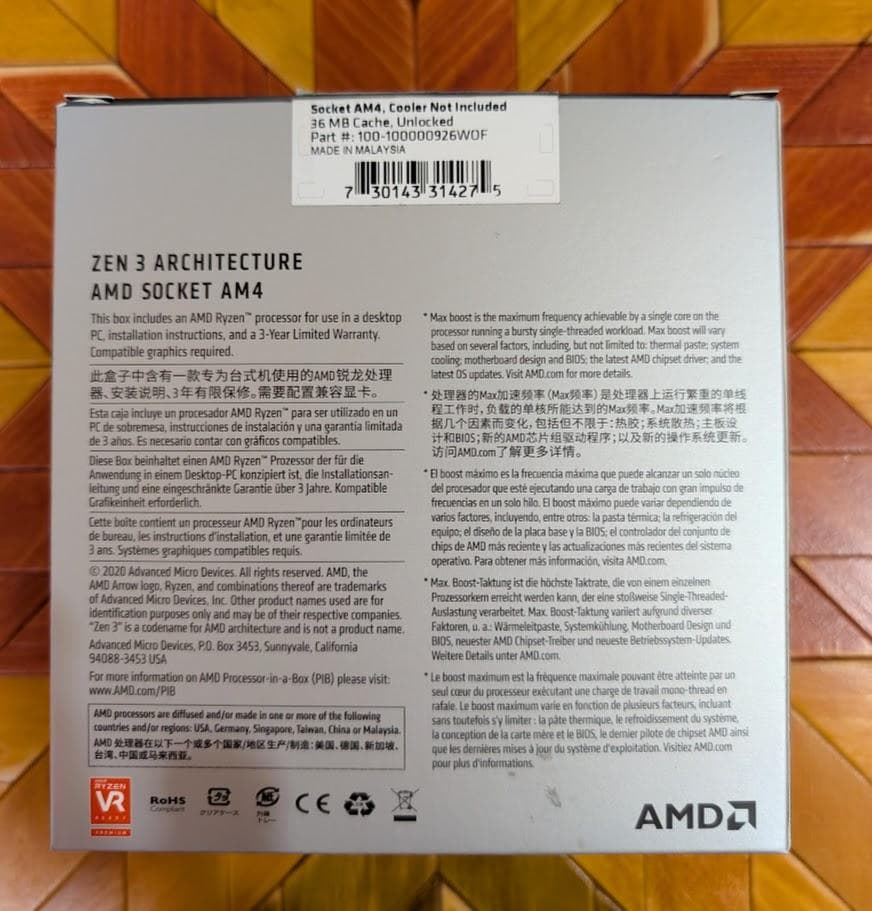 Socket AM4, Cooler Not Included
36 MB Cache, Unlocked
Part #: 100-100000926WOF
MADE IN MALAYSIA
7 30143 31427 5
ZEN 3 ARCHITECTURE
AMD SOCKET AM4
This box includes an AMD Ryzen™ processor for use in a desktop
PC, installation instructions, and a 3-Year Limited Warranty.
Compatible graphics required.
此盒子中含有一款专为台式机使用的AMD锐龙处理
器、安装说明、3年有限保修。需要配置兼容显卡。
Esta caja incluye un procesador AMD Ryzen™ para ser utilizado en un
PC de sobremesa, instrucciones de instalación y una garantía limitada
de 3 años. Es necesario contar con gráficos compatibles.
Diese Box beinhaltet einen AMD Ryzen™ Prozessor der für die
Anwendung in einem Desktop-PC konzipiert ist, die Installationsan-
leitung und eine eingeschränkte Garantie über 3 Jahre. Kompatible
Grafikeinheit erforderlich.
Cette boîte contient un processeur AMD Ryzen™pour les ordinateurs
de bureau, les instructions d'installation, et une garantie limitée de
3 ans. Systèmes graphiques compatibles requis.
© 2020 Advanced Micro Devices. All rights reserved. AMD, the
AMD Arrow logo, Ryzen, and combinations thereof are trademarks
of Advanced Micro Devices, Inc. Other product names used are for
identification purposes only and may be of their respective companies.
"Zen 3" is a codename for AMD architecture and is not a product name.
Advanced Micro Devices, P.O. Box 3453, Sunnyvale, California
94088-3453 USA
For more information on AMD Processor-in-a-Box (PIB) please visit:
www.AMD.com/PIB
AMD processors are diffused and/or made in one or more of the following
countries and/or regions: USA, Germany, Singapore, Taiwan, China or Malaysia.
AMD 处理器在以下一个或多个国家/地区生产/制造：美国、德国、新加坡、
台湾、中国或马来西亚。
* Max boost is the maximum frequency achievable by a single core on the
processor running a bursty single-threaded workload. Max boost will vary
based on several factors, including, but not limited to: thermal paste; system
cooling; motherboard design and BIOS; the latest AMD chipset driver; and the
latest OS updates. Visit AMD.com for more details.
* 处理器的Max加速频率（Max频率）是处理器上运行繁重的单线
程工作时，负载的单核所能达到的Max频率。Max加速频率将根
据几个因素而变化，包括但不限于：热胶；系统散热；主板设
计和BIOS；新的AMD芯片组驱动程序；以及新的操作系统更新。
访问AMD.com了解更多详情。
* El boost máximo es la frecuencia máxima que puede alcanzar un solo núcleo
del procesador que esté ejecutando una carga de trabajo con gran impulso de
frecuencias en un solo hilo. El boost máximo puede variar dependiendo de
varios factores, incluyendo, entre otros: la pasta térmica; la refrigeración del
equipo; el diseño de la placa base y la BIOS; el controlador del conjunto de
chips de AMD más reciente y las actualizaciones más recientes del sistema
operativo. Para obtener más información, visita AMD.com.
* Max. Boost-Taktung ist die höchste Taktrate, die von einem einzelnen
Prozessorkern erreicht werden kann, der eine stoßweise Single-Threaded-
Auslastung verarbeitet. Max. Boost-Taktung variiert aufgrund diverser
Faktoren, u. a.: Wärmeleitpaste, Systemkühlung, Motherboard Design und
BIOS, neuester AMD Chipset-Treiber und neueste Betriebssystem-Updates.
Weitere Details unter AMD.com.
* Le boost maximum est la fréquence maximale pouvant être atteinte par un
seul cœur du processeur exécutant une charge de travail mono-thread en
rafale. Le boost maximum varie en fonction de plusieurs facteurs, incluant
sans toutefois s'y limiter : la pâte thermique, le refroidissement du système,
la conception de la carte mère et le BIOS, le dernier pilote de chipset AMD ainsi
que les dernières mises à jour du système d'exploitation. Visitiez AMD.com
pour plus d'informations.
AMD
RYZEN
VR
READY
PREMIUM
RoHS
Compliant
クリアケース
外箱
トレー
CE
AMD